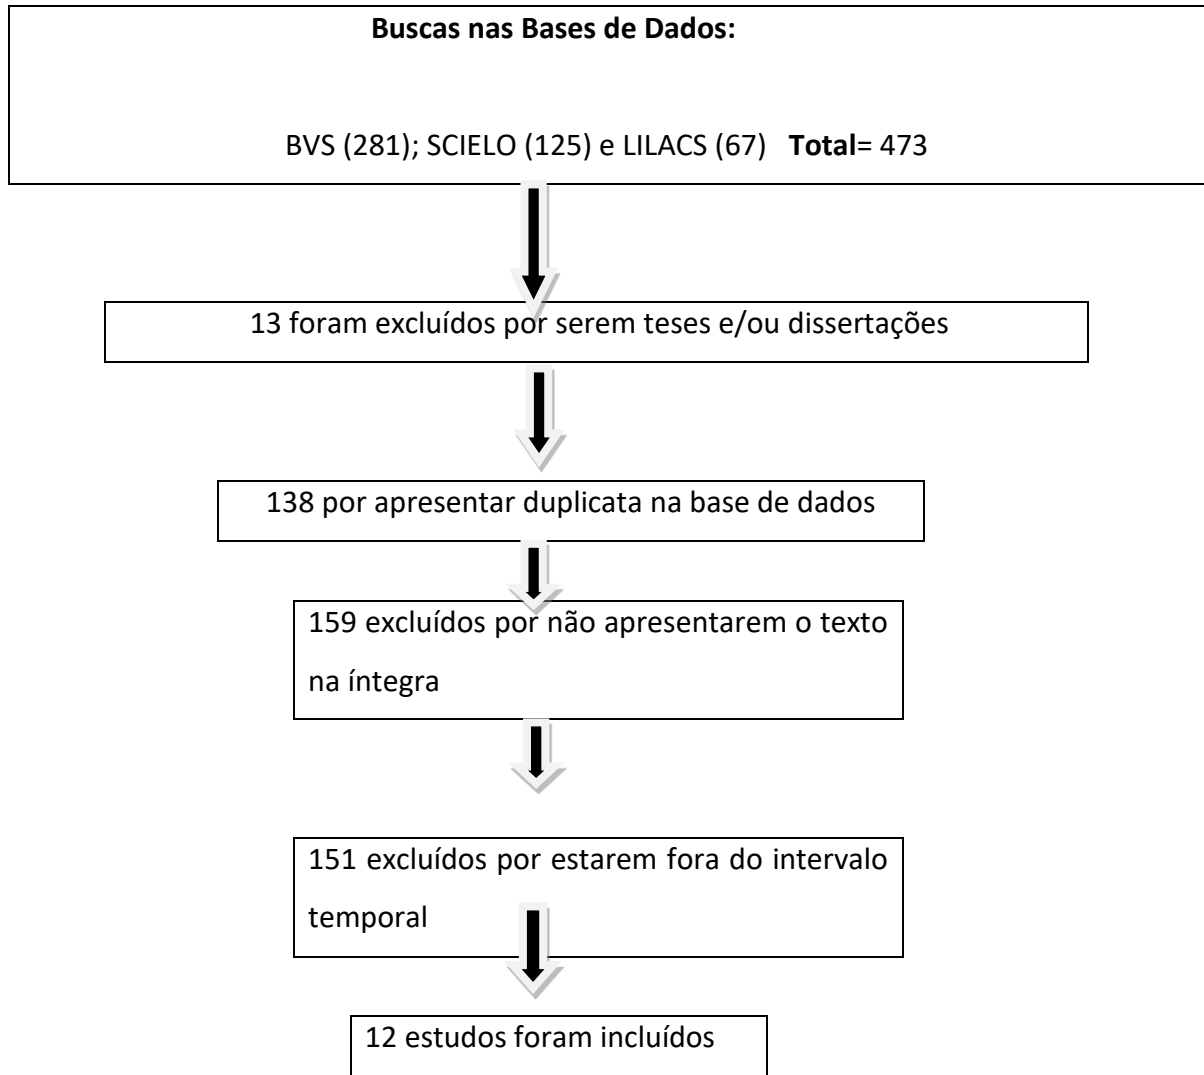 Buscas nas Bases de Dados:
BVS (281); SCIELO (125) e LILACS (67) Total= 473
13 foram excluídos por serem teses e/ou dissertações
138 por apresentar duplicata na base de dados
159 excluídos por não apresentarem o texto
na íntegra
151 excluídos por estarem fora do intervalo
temporal
12 estudos foram incluídos